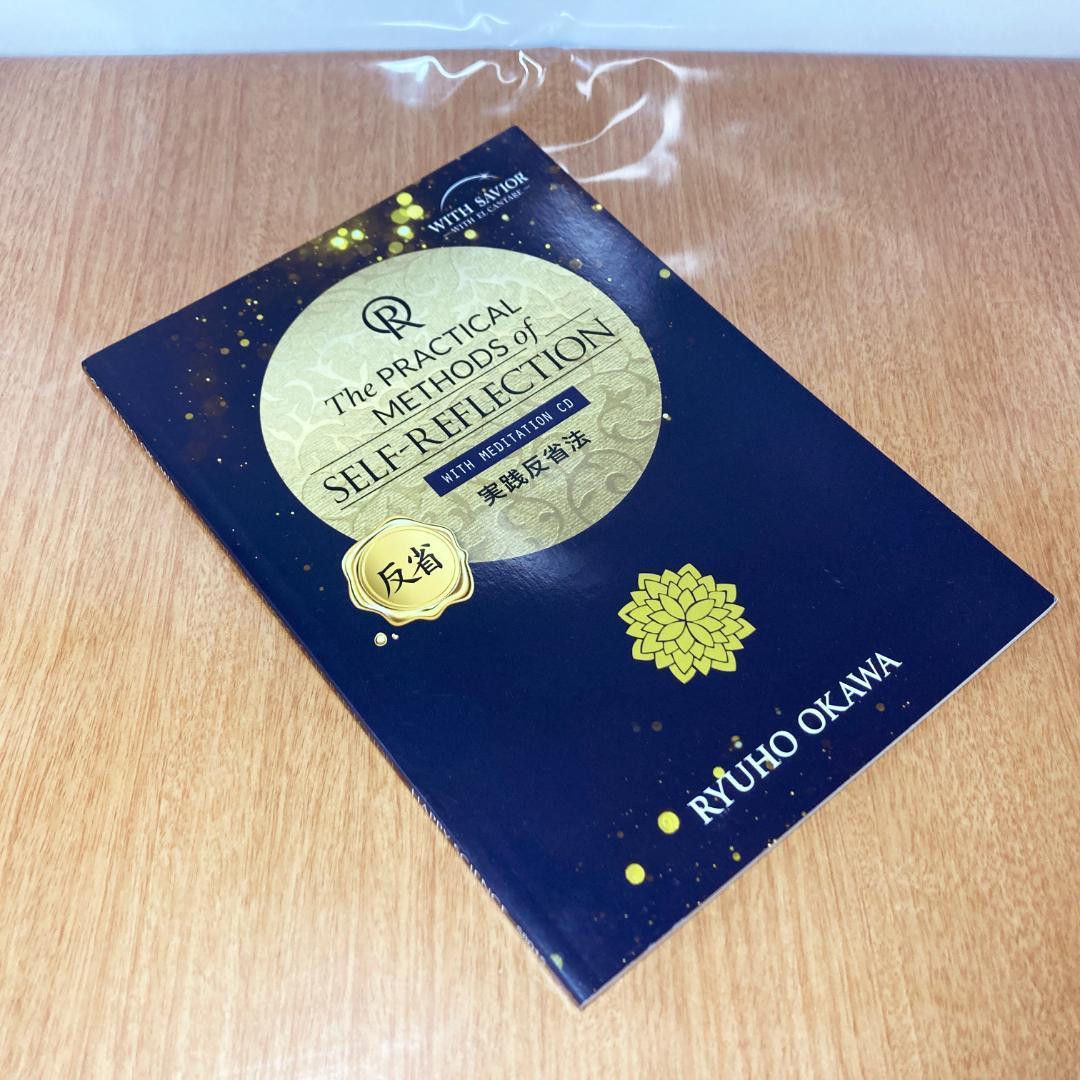 WITH SAVIOR
—WITH EL CANTARE—
R
The PRACTICAL
METHODS of
SELF-REFLECTION
WITH MEDITATION CD
実践反省法
反省
RYUHO OKAWA